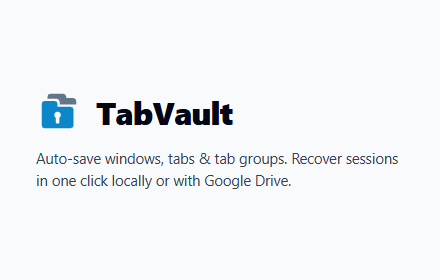 TabVault
Auto-save windows, tabs & tab groups. Recover sessions
in one click locally or with Google Drive.